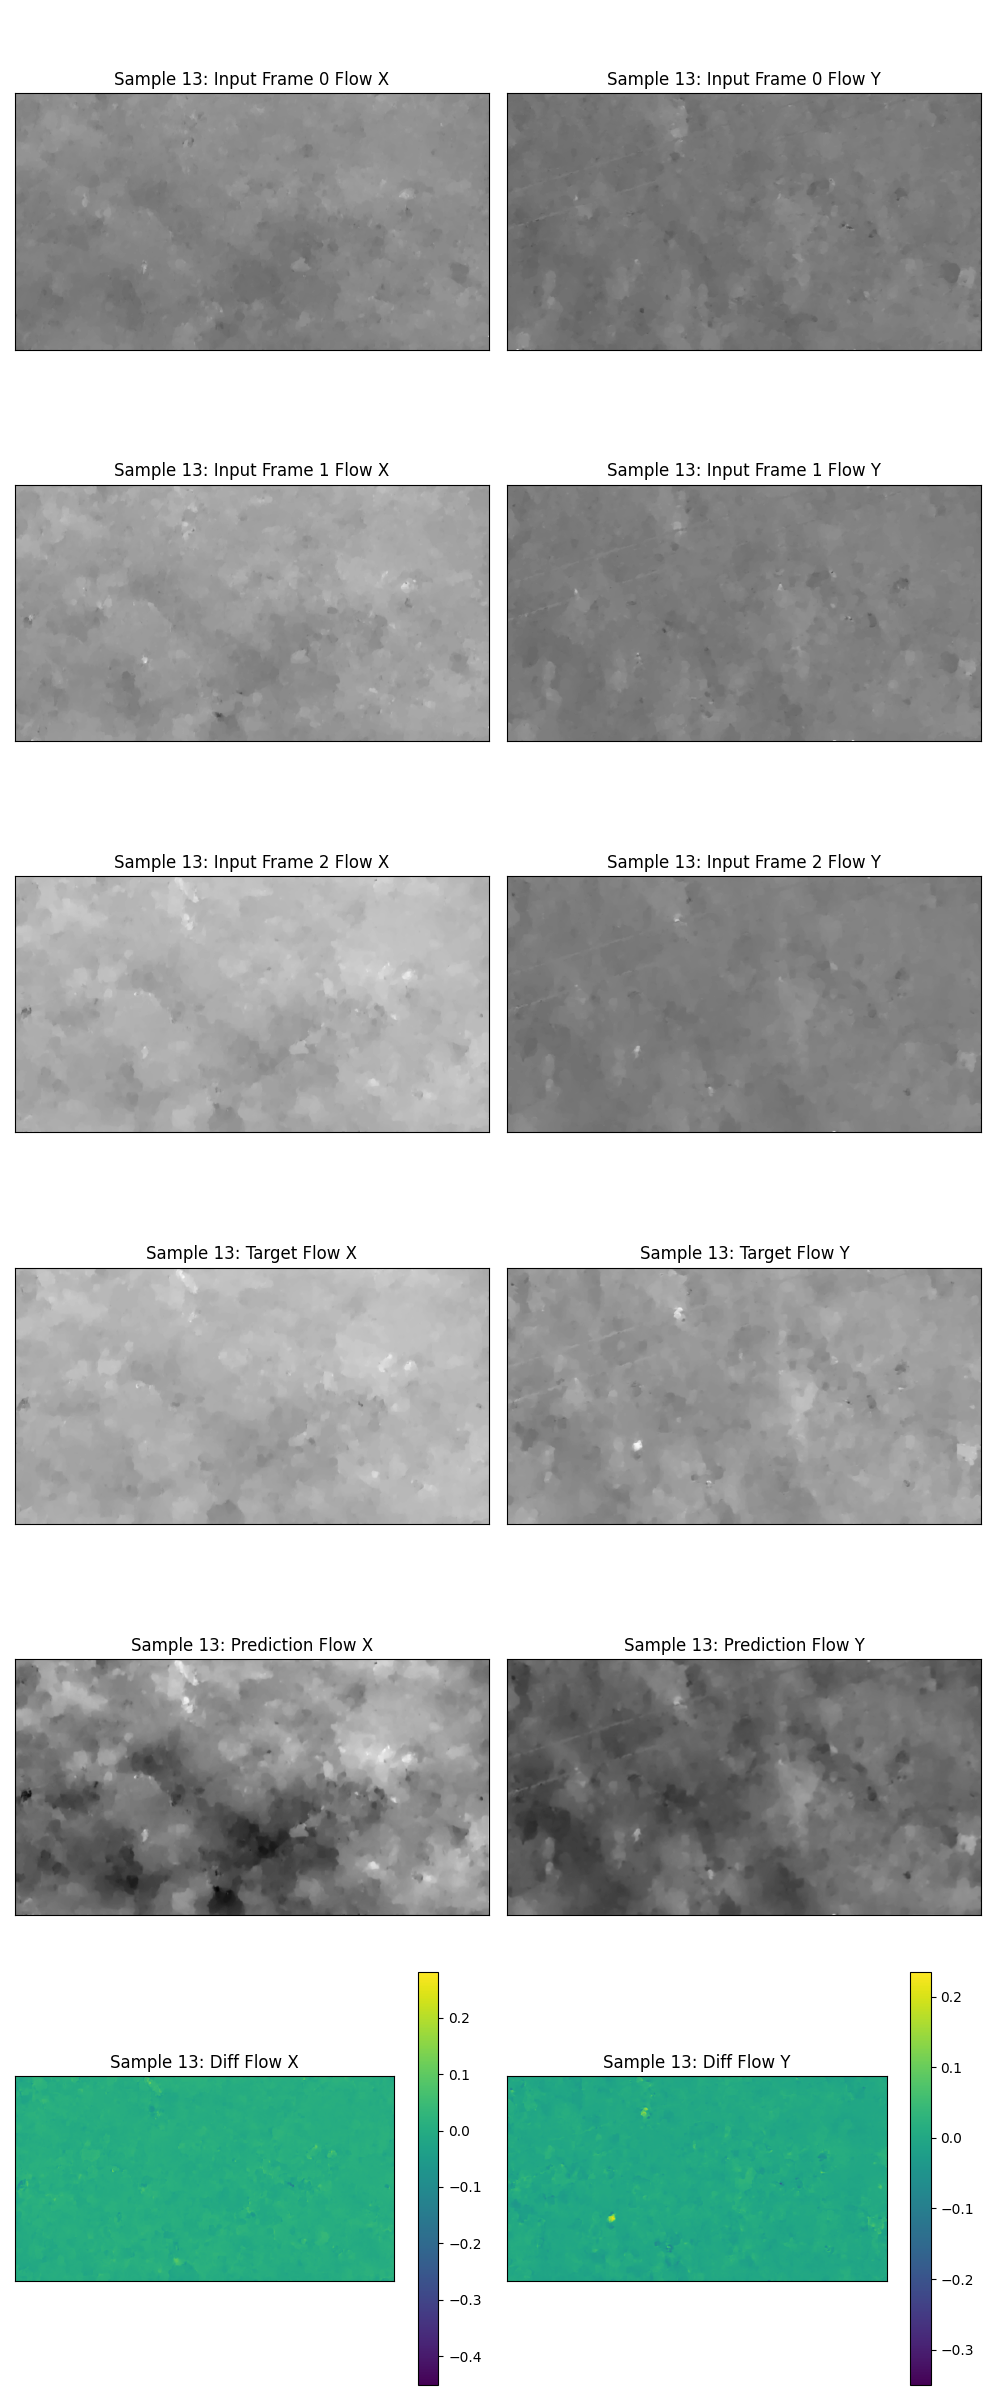 Sample 13: Input Frame 0 Flow X
Sample 13: Input Frame 0 Flow Y
Sample 13: Input Frame 1 Flow X
Sample 13: Input Frame 1 Flow Y
Sample 13: Input Frame 2 Flow X
Sample 13: Input Frame 2 Flow Y
Sample 13: Target Flow X
Sample 13: Target Flow Y
Sample 13: Prediction Flow X
Sample 13: Prediction Flow Y
Sample 13: Diff Flow X
0.2
0.1
0.0
−0.1
−0.2
−0.3
−0.4
Sample 13: Diff Flow Y
0.2
0.1
0.0
−0.1
−0.2
−0.3